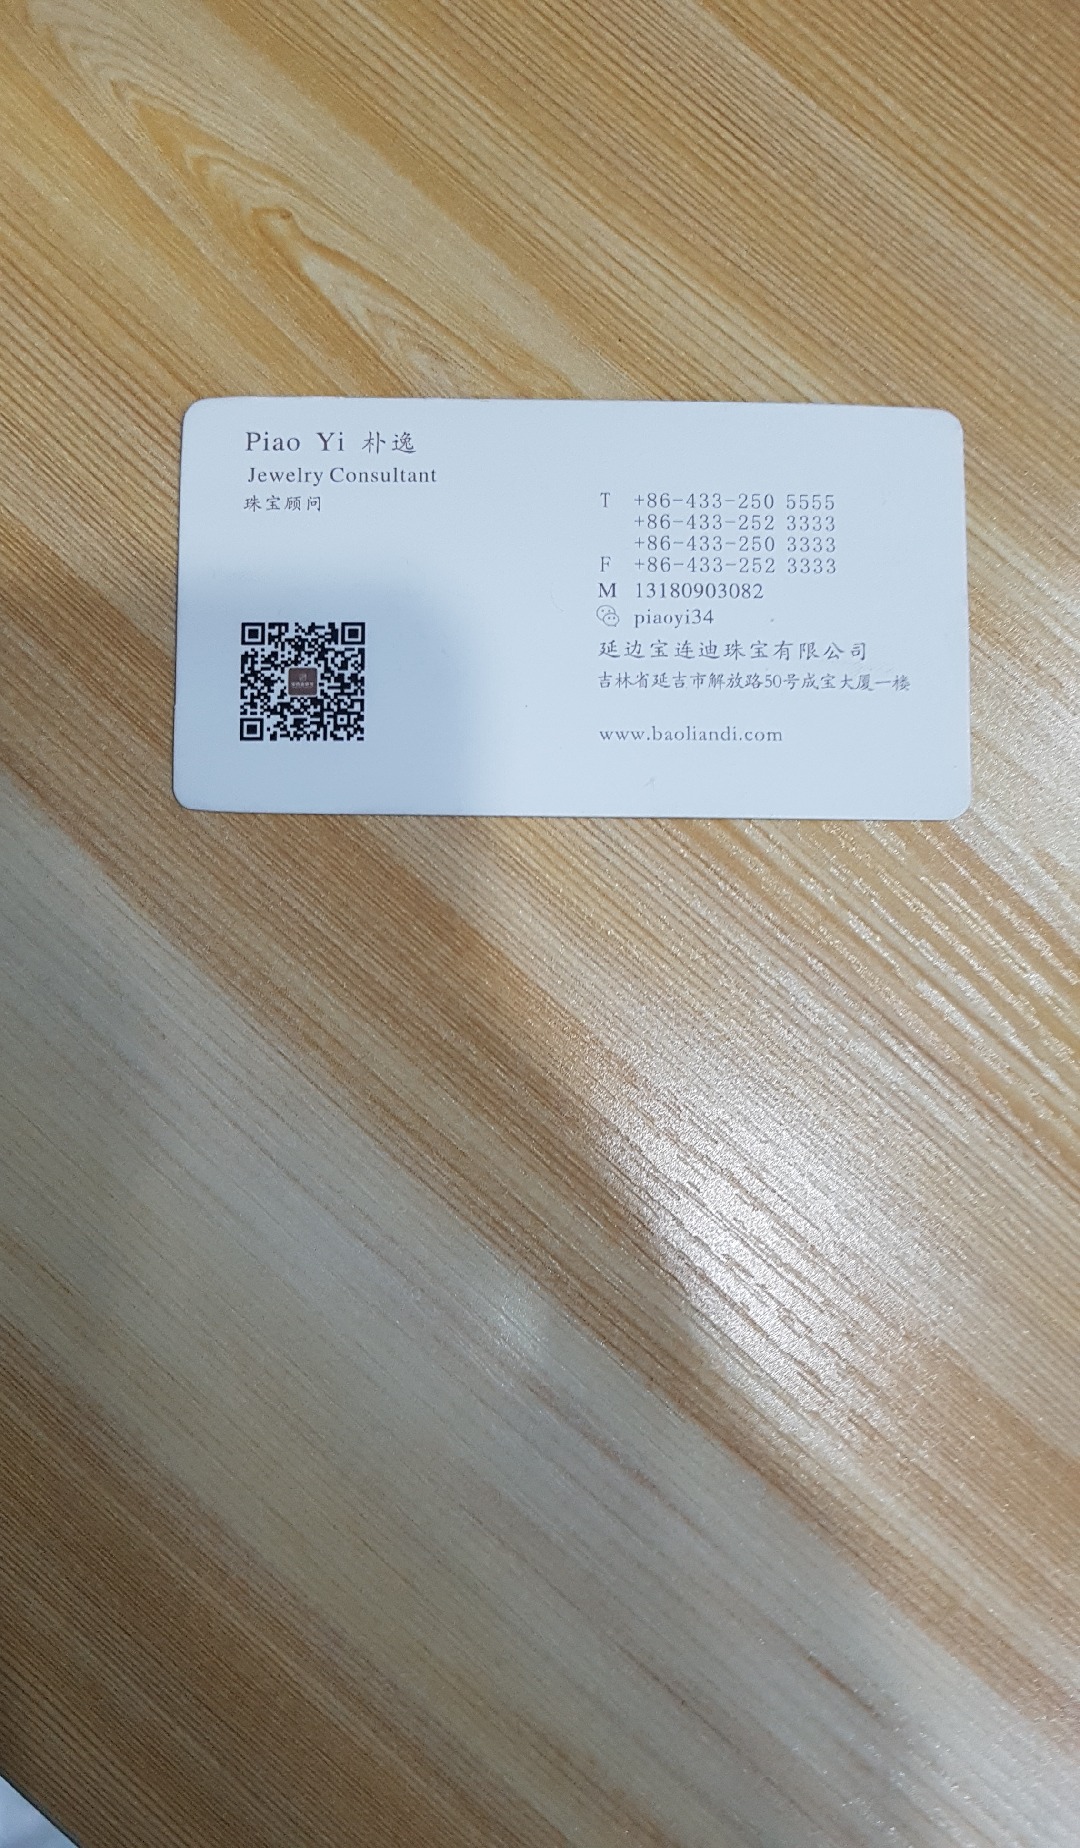 Piao Yi 朴逸
Jewelry Consultant
珠宝顾问
T +86-433-250 5555
+86-433-252 3333
+86-433-250 3333
F +86-433-252 3333
M 13180903082
piaoyi34
延边宝连迪珠宝有限公司
吉林省延吉市解放路50号成宝大厦一楼
www.baoliandi.com